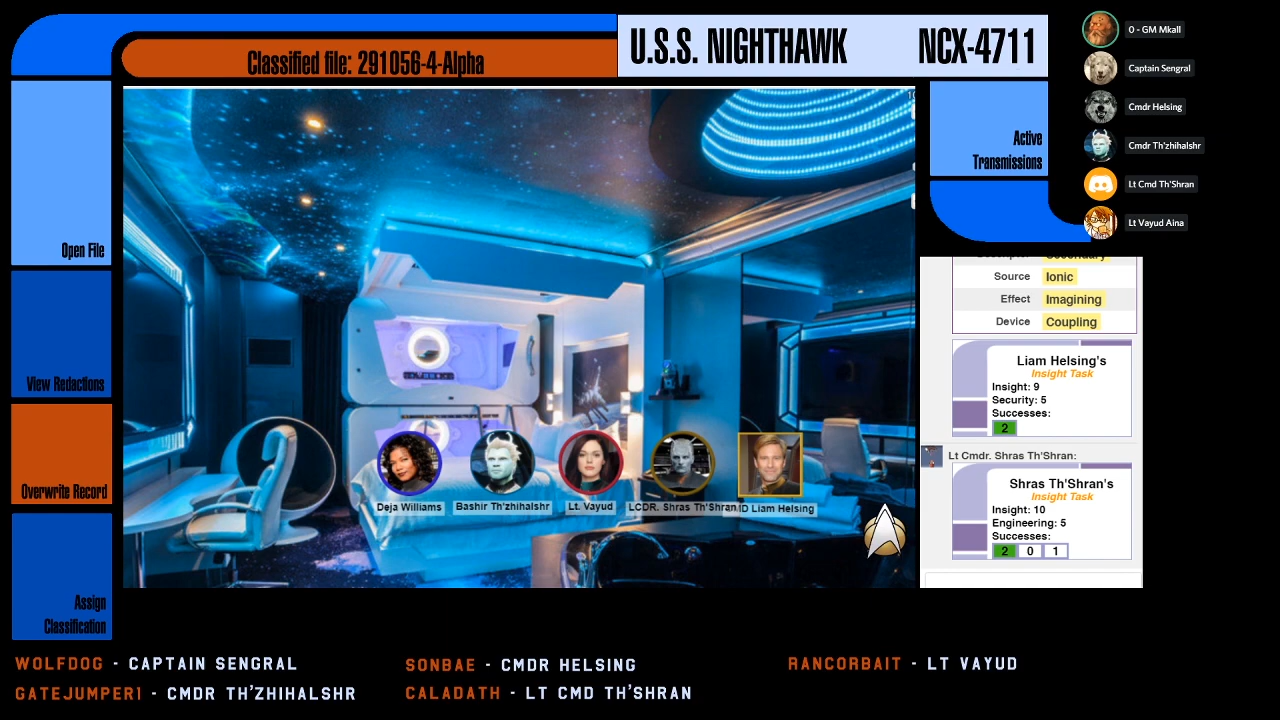 Classified file: 291056-4-Alpha
U.S.S. NIGHTHAWK NCX-4711
Open File
View Redactions
Overwrite Record
Assign
Classification
Active
Transmissions
0 - GM Mkall
Captain Sengral
Cmdr Helsing
Cmdr Th'zhihalshr
Lt Cmd Th'Shran
Lt Vayud Aina
Secondary
Source Ionic
Effect Imagining
Device Coupling
Liam Helsing's
Insight Task
Insight: 9
Security: 5
Successes:
2
Lt Cmdr. Shras Th'Shran:
Shras Th'Shran's
Insight Task
Insight: 10
Engineering: 5
Successes:
2 0 1
Deja Williams
Bashir Th'zhihalshr
Lt. Vayud
LCDR. Shras Th'Shran
Liam Helsing
WOLFDOG - CAPTAIN SENGRAL
SONBAE - CMDR HELSING
RANCORBAIT - LT VAYUD
GATEJUMPER1 - CMDR TH'ZHIHALSHR
CALADATH - LT CMD TH'SHRAN